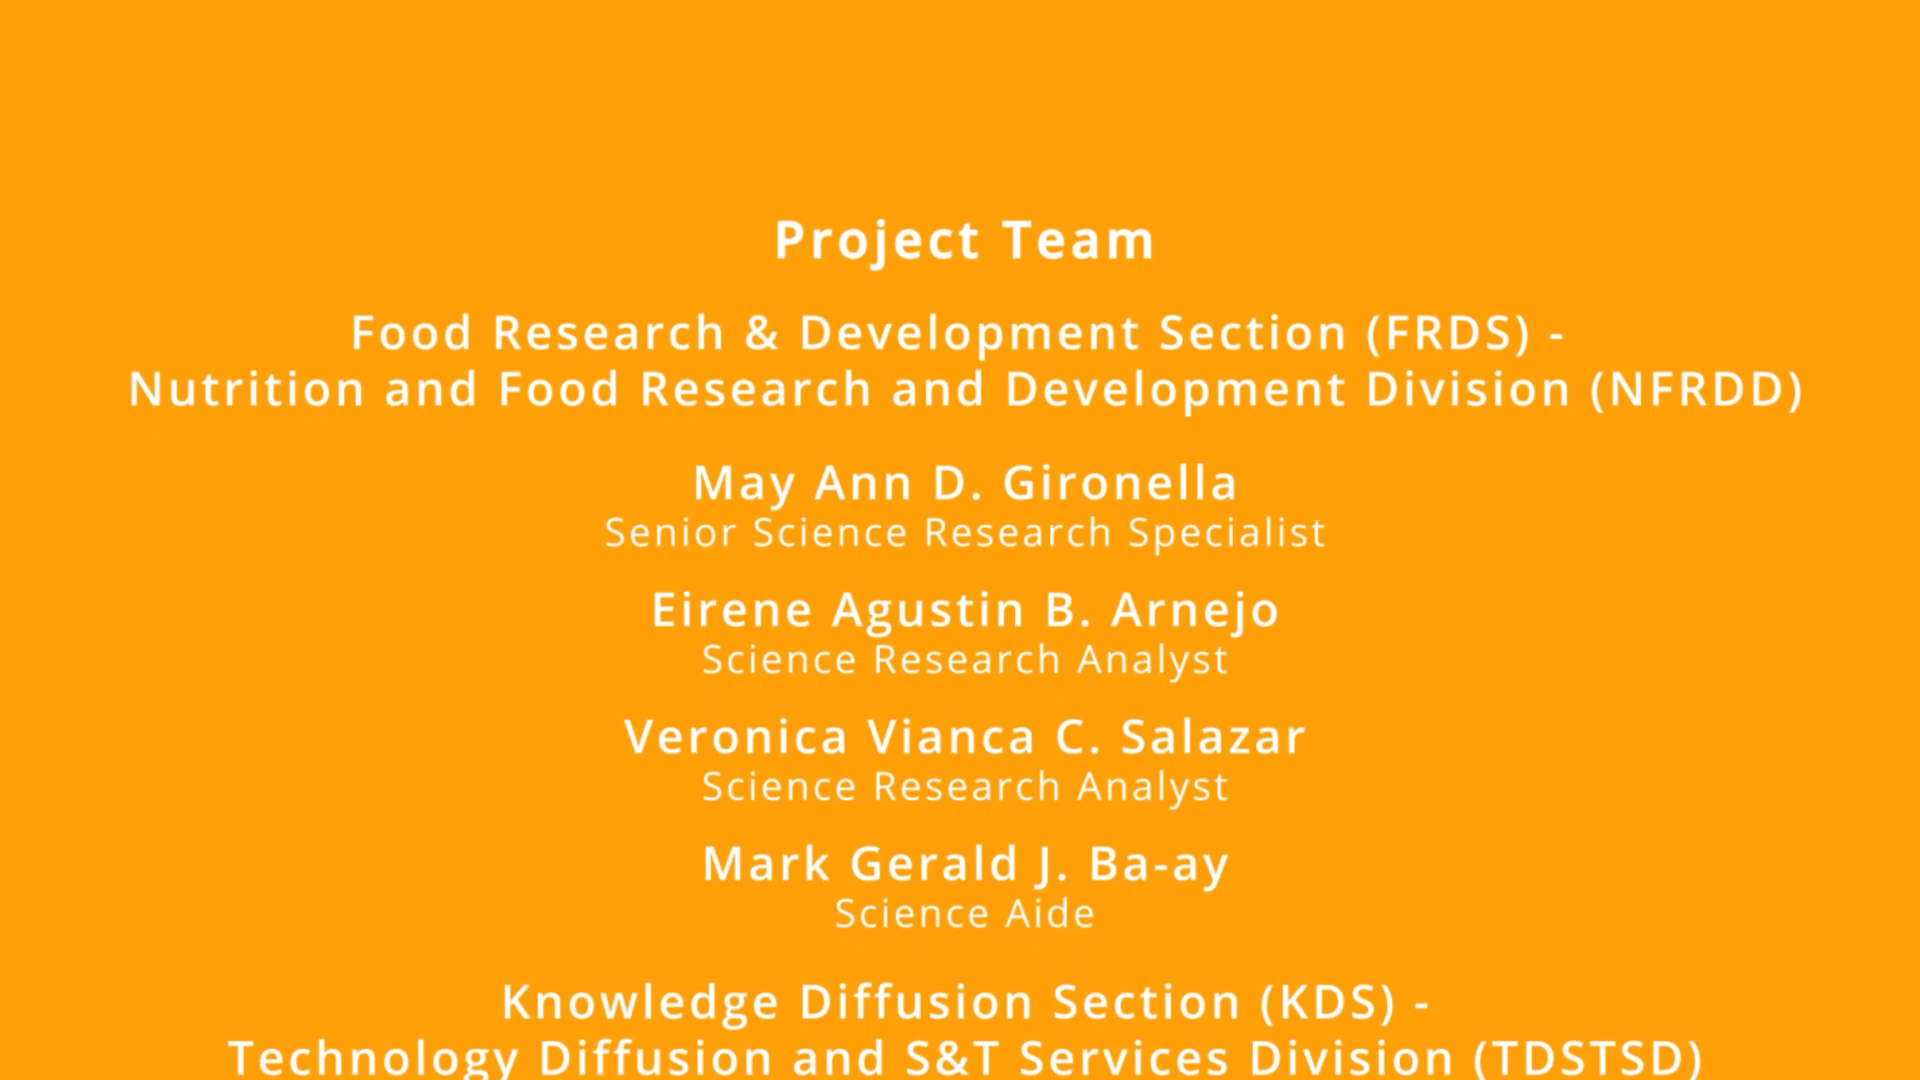 Project Team
Food Research & Development Section (FRDS) -
Nutrition and Food Research and Development Division (NFRDD)
May Ann D. Gironella
Senior Science Research Specialist
Eirene Agustin B. Arnejo
Science Research Analyst
Veronica Vianca C. Salazar
Science Research Analyst
Mark Gerald J. Ba-ay
Science Aide
Knowledge Diffusion Section (KDS) -
Technology Diffusion and S&T Services Division (TDSTSD)